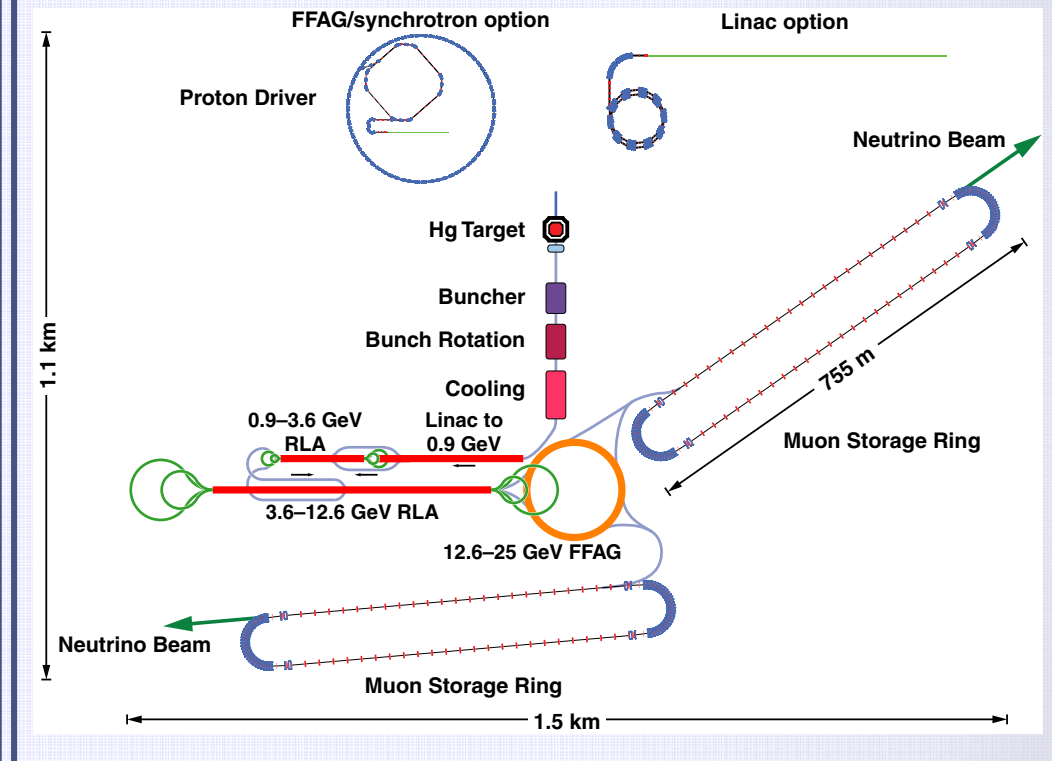 FFAG/synchrotron option
Linac option
Proton Driver
Neutrino Beam
Hg Target
Buncher
Bunch Rotation
Cooling
1.1 km
755 m
0.9–3.6 GeV
RLA
Linac to
0.9 GeV
Muon Storage Ring
3.6–12.6 GeV RLA
12.6–25 GeV FFAG
Neutrino Beam
Muon Storage Ring
1.5 km